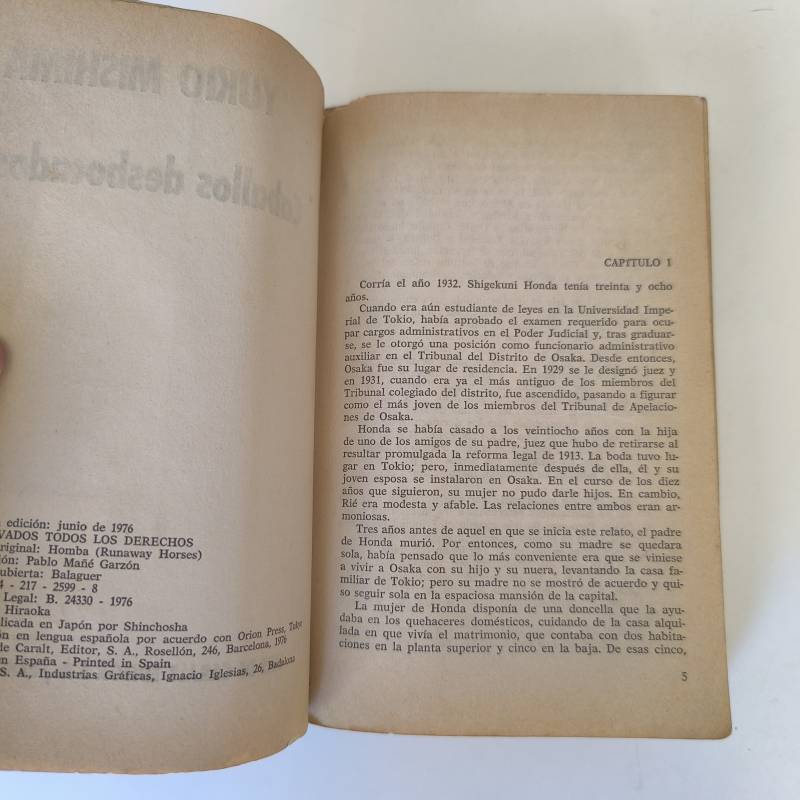 YUKIO MISHIMA
Caballos desbocados
edición: junio de 1976
VADOS TODOS LOS DERECHOS
riginal: Homba (Runaway Horses)
ión: Pablo Mañé Garzón
ubierta: Balaguer
4 - 217 - 2599 - 8
Legal: B. 24330 - 1976
Hiraoka
licada en Japón por Shinchosha
ón en lengua española por acuerdo con Orion Press, Tokyo
de Caralt, Editor, S. A., Rosellón, 246, Barcelona, 1976
en España - Printed in Spain
S. A., Industrias Gráficas, Ignacio Iglesias, 26, Badalona
CAPÍTULO 1
Corría el año 1932. Shigekuni Honda tenía treinta y ocho
años.
Cuando era aún estudiante de leyes en la Universidad Impe-
rial de Tokio, había aprobado el examen requerido para ocu-
par cargos administrativos en el Poder Judicial y, tras graduar-
se, se le otorgó una posición como funcionario administrativo
auxiliar en el Tribunal del Distrito de Osaka. Desde entonces,
Osaka fue su lugar de residencia. En 1929 se le designó juez y
en 1931, cuando era ya el más antiguo de los miembros del
Tribunal colegiado del distrito, fue ascendido, pasando a figurar
como el más joven de los miembros del Tribunal de Apelacio-
nes de Osaka.
Honda se había casado a los veintiocho años con la hija
de uno de los amigos de su padre, juez que hubo de retirarse al
resultar promulgada la reforma legal de 1913. La boda tuvo lu-
gar en Tokio; pero, inmediatamente después de ella, él y su
joven esposa se instalaron en Osaka. En el curso de los diez
años que siguieron, su mujer no pudo darle hijos. En cambio,
Rié era modesta y afable. Las relaciones entre ambos eran ar-
moniosas.
Tres años antes de aquel en que se inicia este relato, el padre
de Honda murió. Por entonces, como su madre se quedara
sola, había pensado que lo más conveniente era que se viniese
a vivir a Osaka con su hijo y su nuera, levantando la casa fa-
miliar de Tokio; pero su madre no se mostró de acuerdo y qui-
so seguir sola en la espaciosa mansión de la capital.
La mujer de Honda disponía de una doncella que la ayu-
daba en los quehaceres domésticos, cuidando de la casa alqui-
lada en que vivía el matrimonio, que contaba con dos habita-
ciones en la planta superior y cinco en la baja. De esas cinco,
5